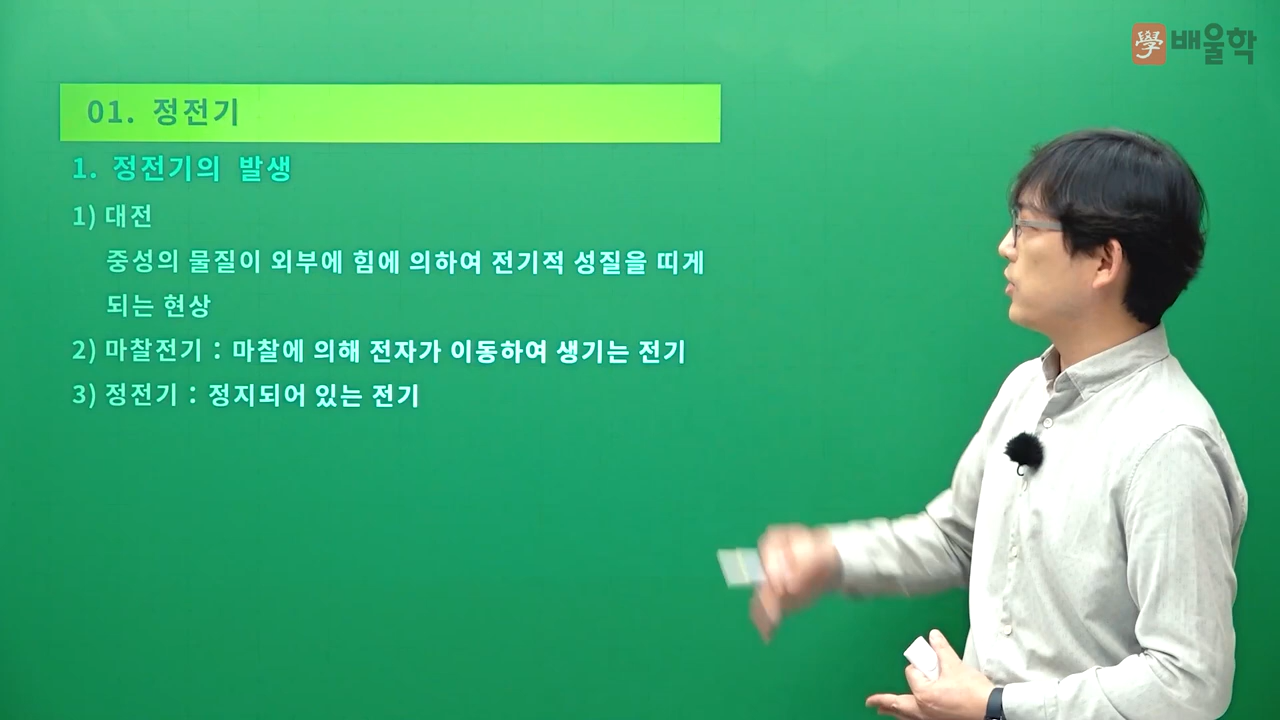 學 배울학
01. 정전기
1. 정전기의 발생
1) 대전
중성의 물질이 외부에 힘에 의하여 전기적 성질을 띠게
되는 현상
2) 마찰전기 : 마찰에 의해 전자가 이동하여 생기는 전기
3) 정전기 : 정지되어 있는 전기